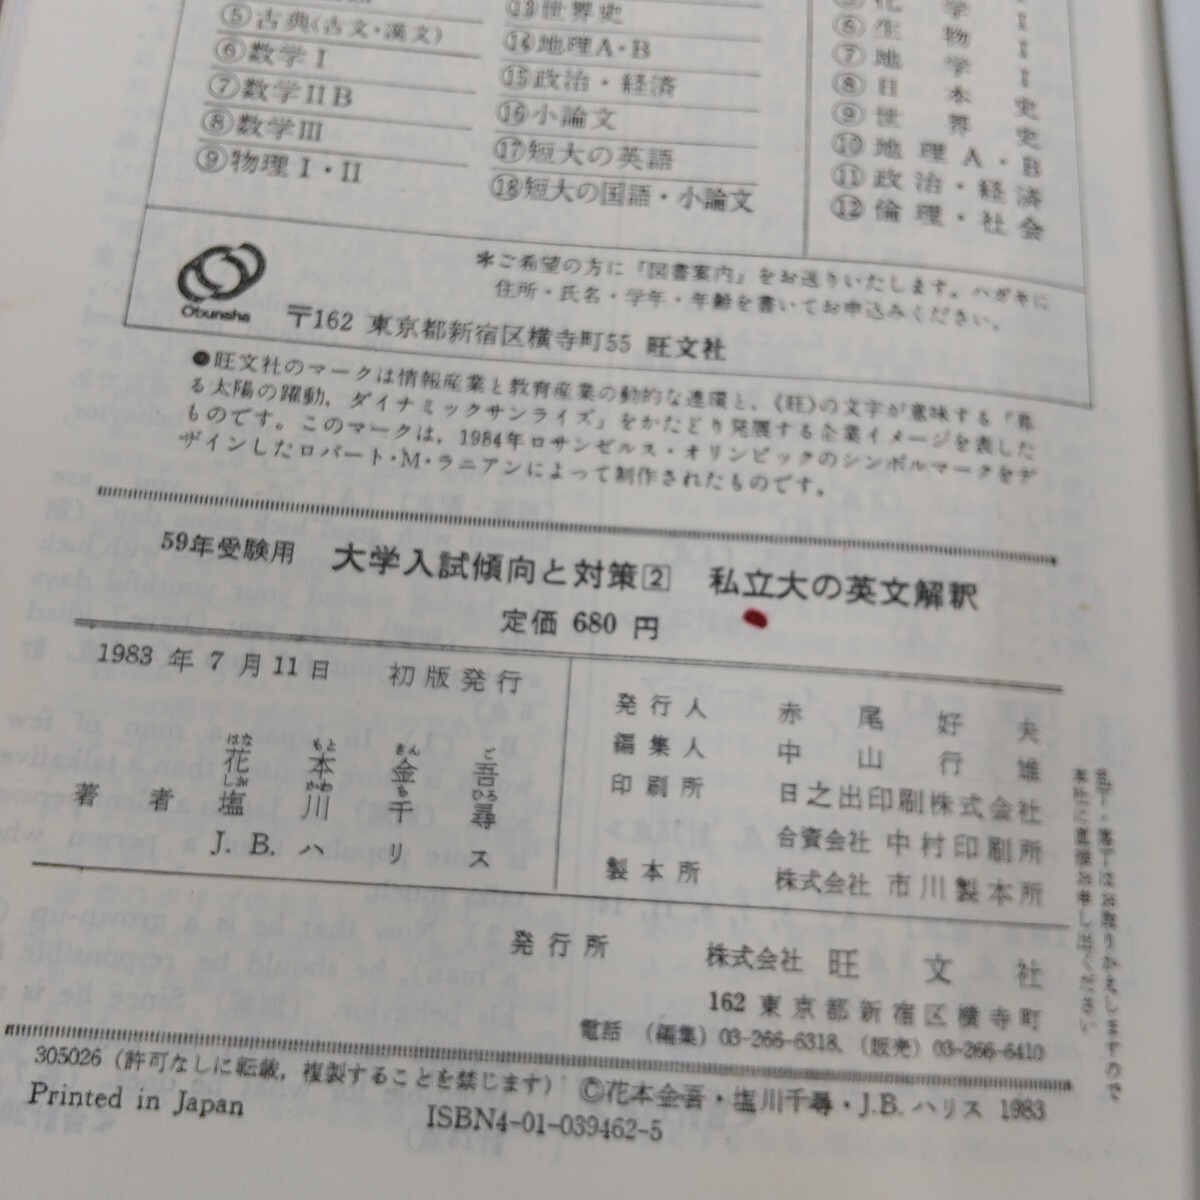 ⑤古典(古文・漢文)
⑥数学I
⑦数学IIB
⑧数学III
⑨物理I・II
⑬世界史
⑭地理A・B
⑮政治・経済
⑯小論文
⑰短大の英語
⑱短大の国語・小論文
⑥生物I
⑦地学I
⑧日本史
⑨世界史
⑩地理A・B
⑪政治・経済
⑫倫理・社会
*ご希望の方に「図書案内」をお送りいたします。ハガキに
住所・氏名・学年・年齢を書いてお申込みください。
Obunsha
〒162 東京都新宿区横寺町55 旺文社
●旺文社のマークは情報産業と教育産業の動的な連環と,《旺》の文字が意味する「昇
る太陽の躍動,ダイナミックサンライズ」をかたどり発展する企業イメージを表した
ものです。このマークは,1984年ロサンゼルス・オリンピックのシンボルマークをデ
ザインしたロバート・M・ラニアンによって制作されたものです。
59年受験用 大学入試傾向と対策2 私立大の英文解釈
定価 680 円
1983年7月11日 初版発行
はな もと きん ご
花本金吾
しお かわ ち ひろ
著者 塩川千尋
J. B. ハリス
発行人 赤尾好夫
編集人 中山行雄
印刷所 日之出印刷株式会社
合資会社 中村印刷所
製本所 株式会社 市川製本所
発行所 株式会社 旺文社
162 東京都新宿区横寺町
電話 (編集) 03-266-6318、(販売) 03-266-6410
乱丁・落丁はお取りかえしますので
本社に直接お申し出ください
305026 (許可なしに転載,複製することを禁じます) ©花本金吾・塩川千尋・J.B.ハリス 1983
Printed in Japan ISBN4-01-039462-5